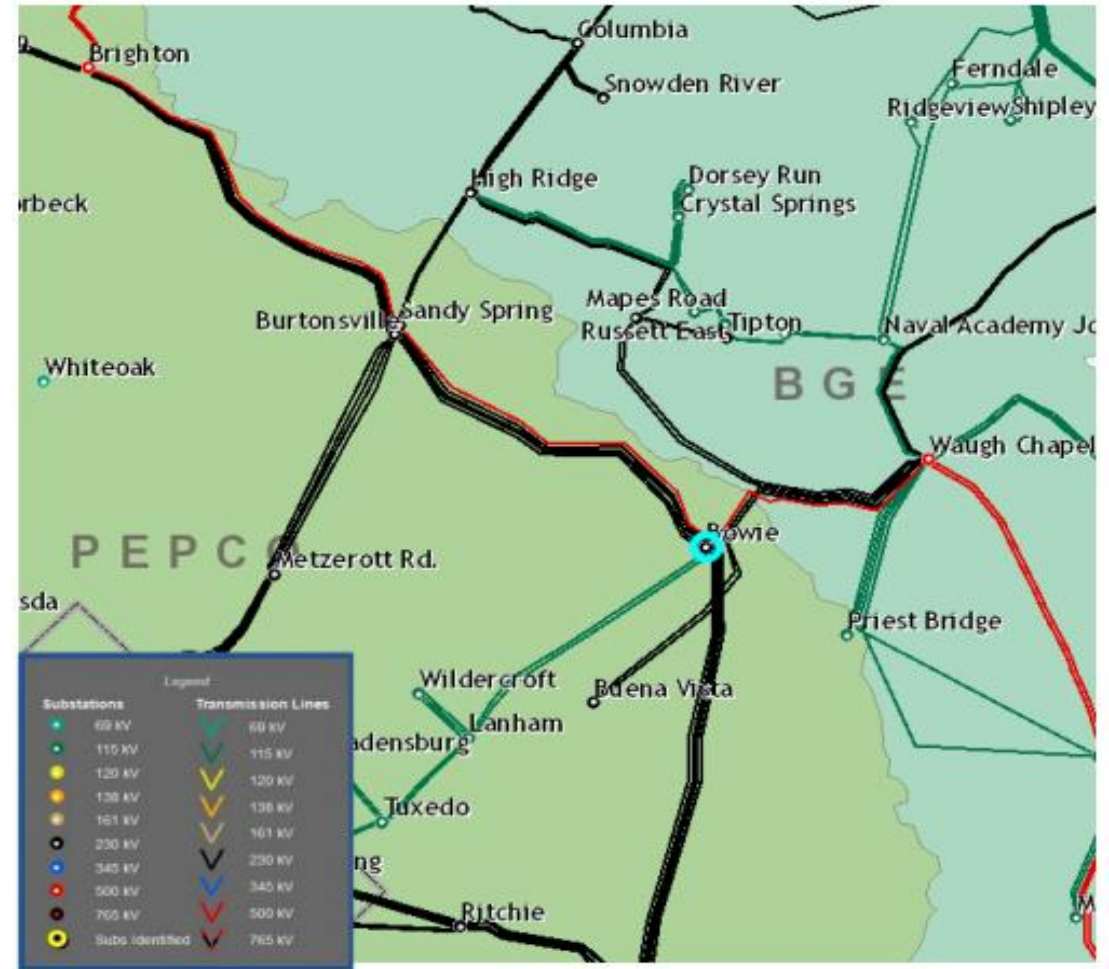 Columbia
Brighton
Snowden River
Ferndale
Ridgeview
Shipley
High Ridge
Dorsey Run
Crystal Springs
rbeck
Mapes Road
Burtonsville
Sandy Spring
Russett East
Tipton
Naval Academy Jc
Whiteoak
BGE
Waugh Chapel
PEPCO
Bowie
Metzerott Rd.
sda
Priest Bridge
Wildercroft
Buena Vista
Lanham
adensburg
Tuxedo
ng
Ritchie
M
Legend
Substations
Transmission Lines
69 kV
69 kV
115 kV
115 kV
120 kV
120 kV
138 kV
138 kV
161 kV
161 kV
230 kV
230 kV
345 kV
345 kV
500 kV
500 kV
765 kV
765 kV
Subs Identified